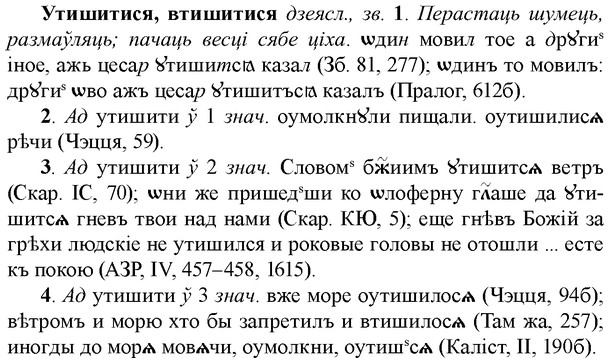 Утишитися, втишитися дзеясл., зв. 1. Перастаць шумець,
размаўляць; пачаць весці сябе ціха. ѡдин мовил тое а дрꙋгиˢ
іное, ажь цесар ꙋтишитсѧ казал (Зб. 81, 277); ѡдинъ то мовилъ:
дрꙋгиˢ ѡво ажъ цесар ꙋтишитъсѧ казалъ (Пралог, 612б).
2. Ад утишити ў 1 знач. оумолкнꙋли пищали. оутишилисѧ
рѣчи (Чэцця, 59).
3. Ад утишити ў 2 знач. Словомˢ бж҃иимъ ꙋтишитсѧ ветръ
(Скар. ІС, 70); ѡни же пришедˢши ко ѡлоферну гл҃аше да ꙋти-
шитсѧ гневъ твои над нами (Скар. КЮ, 5); еще гнѣвъ Божій за
грѣхи людскіе не утишился и роковые головы не отошли ... есте
къ покою (АЗР, IV, 457–458, 1615).
4. Ад утишити ў 3 знач. вже море оутишилосѧ (Чэцця, 94б);
вѣтромъ и морю хто бы запретилъ и втишилосѧ (Там жа, 257);
иногды до морѧ мовѧчи, оумолкни, оутишˢсѧ (Каліст, II, 190б).